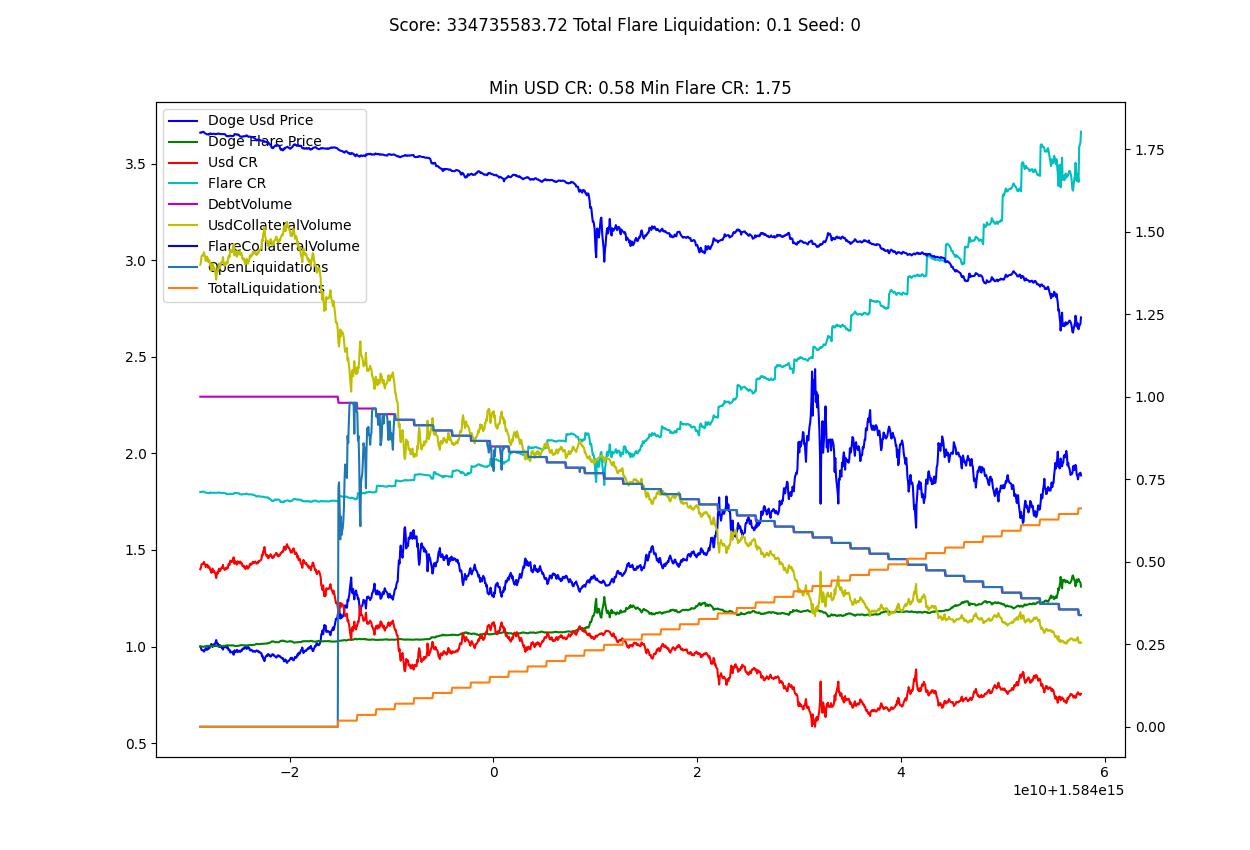 Score: 334735583.72 Total Flare Liquidation: 0.1 Seed: 0
Min USD CR: 0.58 Min Flare CR: 1.75
Doge Usd Price
Doge Flare Price
Usd CR
Flare CR
DebtVolume
UsdCollateralVolume
FlareCollateralVolume
OpenLiquidations
TotalLiquidations
3.5
3.0
2.5
2.0
1.5
1.0
0.5
1.75
1.50
1.25
1.00
0.75
0.50
0.25
0.00
−2
0
2
4
6
1e10+1.584e15